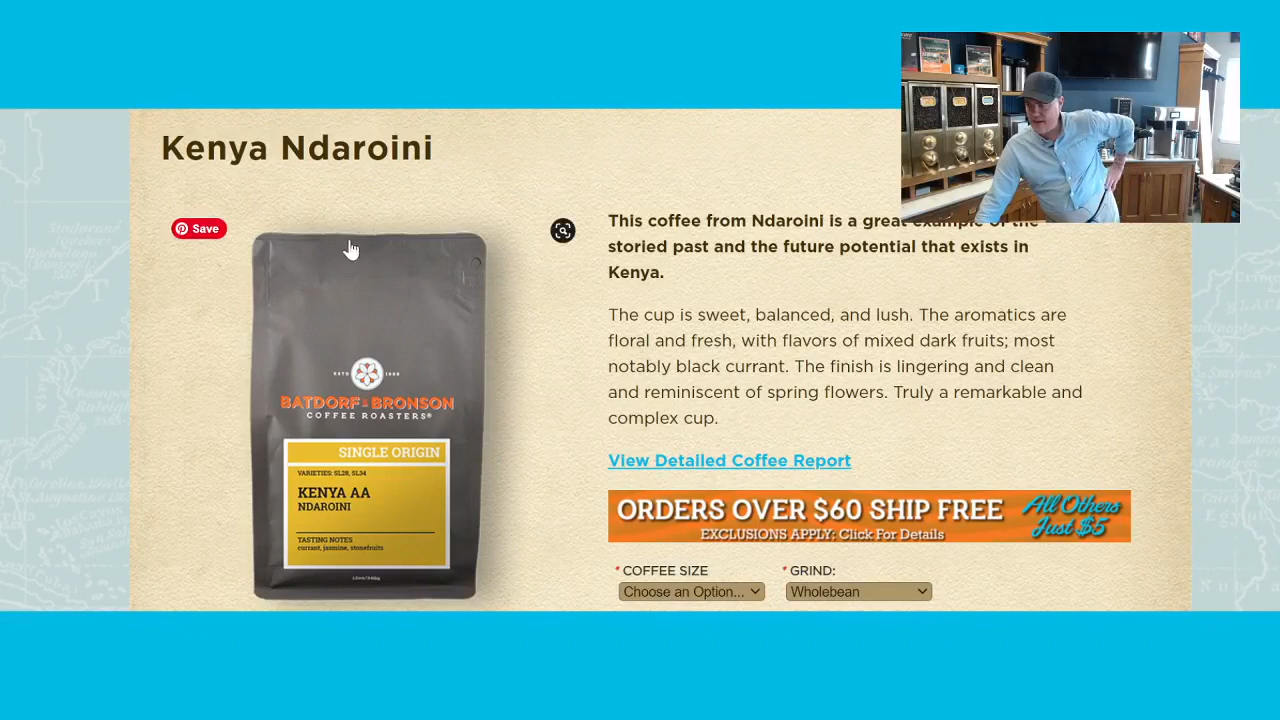 Kenya Ndaroini
Save
This coffee from Ndaroini is a great example of the
storied past and the future potential that exists in
Kenya.
The cup is sweet, balanced, and lush. The aromatics are
floral and fresh, with flavors of mixed dark fruits; most
notably black currant. The finish is lingering and clean
and reminiscent of spring flowers. Truly a remarkable and
complex cup.
View Detailed Coffee Report
ORDERS OVER $60 SHIP FREE
EXCLUSIONS APPLY: Click For Details
All Others
Just $5
* COFFEE SIZE
Choose an Option...
* GRIND:
Wholebean
ESTD 1986
BATDORF & BRONSON
COFFEE ROASTERS®
SINGLE ORIGIN
VARIETIES: SL28, SL34
KENYA AA
NDAROINI
TASTING NOTES
currant, jasmine, stonefruits